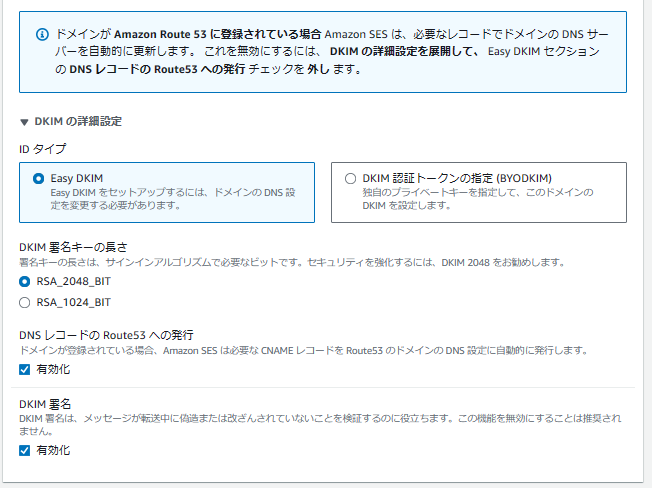 ドメインが Amazon Route 53 に登録されている場合 Amazon SES は、必要なレコードでドメインの DNS サー
バーを自動的に更新します。 これを無効にするには、 DKIM の詳細設定を展開して、 Easy DKIM セクション
の DNS レコードの Route53 への発行 チェックを 外し ます。
▼ DKIM の詳細設定
ID タイプ
Easy DKIM
Easy DKIM をセットアップするには、ドメインの DNS 設
定を変更する必要があります。
DKIM 認証トークンの指定 (BYODKIM)
独自のプライベートキーを指定して、このドメインの
DKIM を設定します。
DKIM 署名キーの長さ
署名キーの長さは、サインインアルゴリズムで必要なビットです。セキュリティを強化するには、DKIM 2048 をお勧めします。
RSA_2048_BIT
RSA_1024_BIT
DNS レコードの Route53 への発行
ドメインが登録されている場合、Amazon SES は必要な CNAME レコードを Route53 のドメインの DNS 設定に自動的に発行します。
有効化
DKIM 署名
DKIM 署名は、メッセージが転送中に偽造または改ざんされていないことを検証するのに役立ちます。この機能を無効にすることは推奨され
ません。
有効化